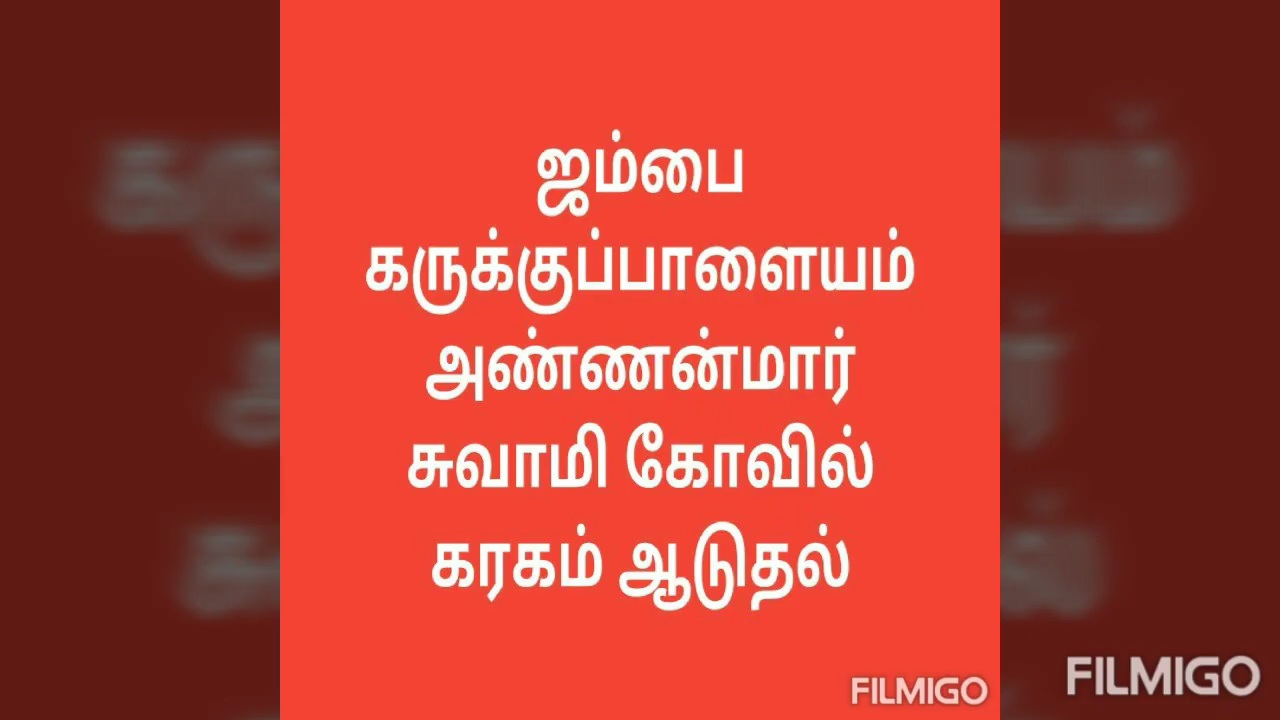 ஜம்பை
கருக்குப்பாளையம்
அண்ணன்மார்
சுவாமி கோவில்
கரகம் ஆடுதல்
FILMIGO
FILMIGO